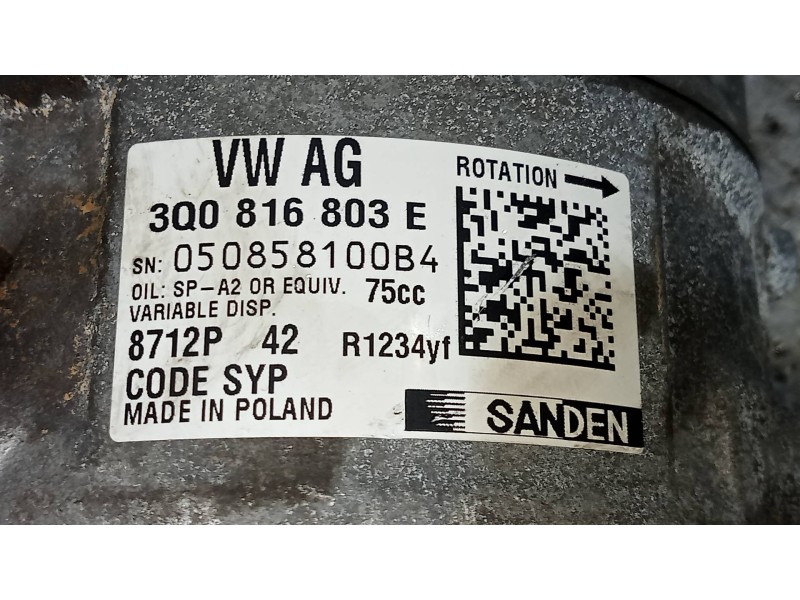 VW AG
ROTATION
3Q0 816 803 E
SN: 050858100B4
OIL: SP-A2 OR EQUIV. 75cc
VARIABLE DISP.
8712P 42 R1234yf
CODE SYP
MADE IN POLAND
SANDEN